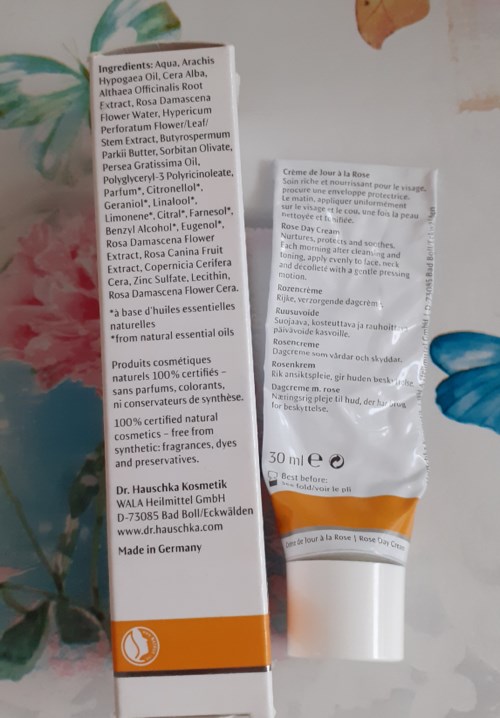 Ingredients: Aqua, Arachis
Hypogaea Oil, Cera Alba,
Althaea Officinalis Root
Extract, Rosa Damascena
Flower Water, Hypericum
Perforatum Flower/Leaf/
Stem Extract, Butyrospermum
Parkii Butter, Sorbitan Olivate,
Persea Gratissima Oil,
Polyglyceryl-3 Polyricinoleate,
Parfum*, Citronellol*,
Geraniol*, Linalool*,
Limonene*, Citral*, Farnesol*,
Benzyl Alcohol*, Eugenol*,
Rosa Damascena Flower
Extract, Rosa Canina Fruit
Extract, Copernicia Cerifera
Cera, Zinc Sulfate, Lecithin,
Rosa Damascena Flower Cera.
*à base d'huiles essentielles
naturelles
*from natural essential oils
Produits cosmétiques
naturels 100% certifiés –
sans parfums, colorants,
ni conservateurs de synthèse.
100% certified natural
cosmetics – free from
synthetic: fragrances, dyes
and preservatives.
Dr. Hauschka Kosmetik
WALA Heilmittel GmbH
D-73085 Bad Boll/Eckwälden
www.dr.hauschka.com
Made in Germany
Crème de Jour à la Rose
Soin riche et nourrissant pour le visage,
procure une enveloppe protectrice.
Le matin, appliquer uniformément
sur le visage et le cou, une fois la peau
nettoyée et
Rose Day Cream
Nurtures, protects and soothes.
Each morning after cleansing and
toning, apply evenly to face, neck
and décolleté with a gentle pressing
motion.
Rozencrème
Rijke, verzorgende dagcrème
Ruusuvoide
Suojaava, kosteuttava ja rauhoittava
päivävoide kasvoille.
Rosencreme
Dagcreme som vårdar och skyddar.
Rosenkrem
Rik ansiktspleie, gir huden
Dagcreme m. rose
Næringsrig pleje til hud, der har brug
for beskyttelse.
30 ml e
Best before:
see fold/voir le pli
D-73085 Bad Boll
Crème de Jour à la Rose | Rose Day Cream